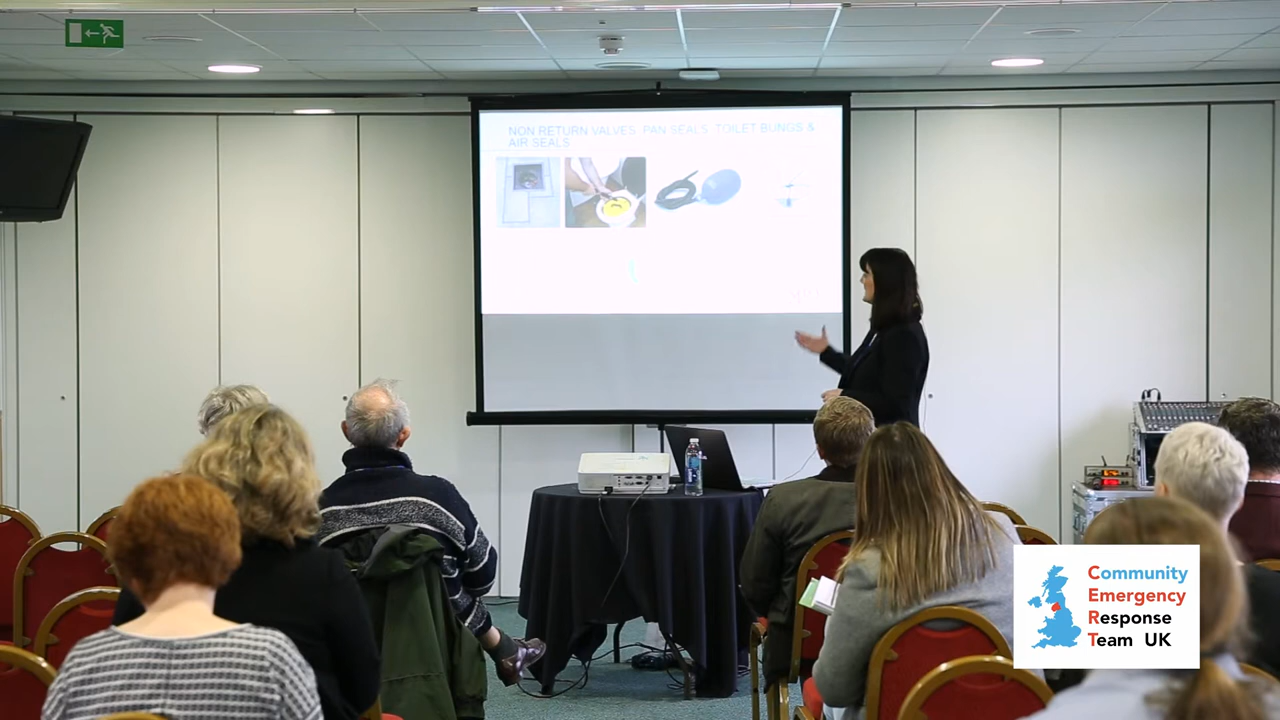 NON RETURN VALVES, PAN SEALS, TOILET BUNGS &
AIR SEALS
Community
Emergency
Response
Team UK